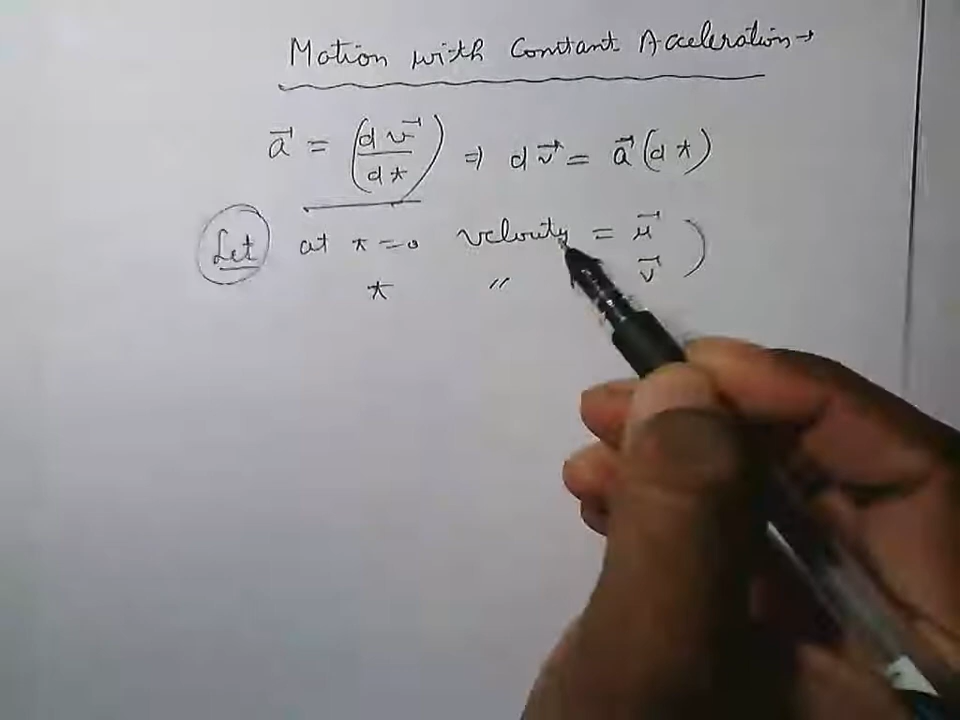 Motion with Constant Acceleration →
a⃗ = (dv⃗/dt) ⇒ dv⃗ = a⃗(dt)
Let at t=0 velocity = u⃗ )
t " v⃗